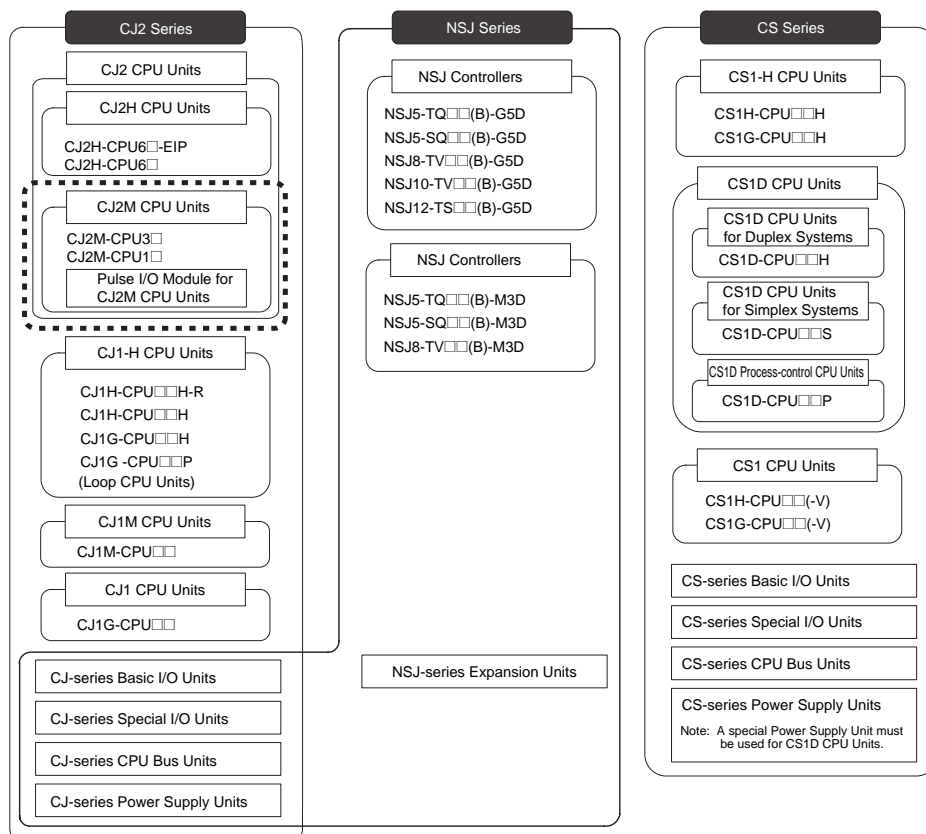 CJ2 Series
CJ2 CPU Units
CJ2H CPU Units
CJ2H-CPU6□-EIP
CJ2H-CPU6□
CJ2M CPU Units
CJ2M-CPU3□
CJ2M-CPU1□
Pulse I/O Module for
CJ2M CPU Units
CJ1-H CPU Units
CJ1H-CPU□□H-R
CJ1H-CPU□□H
CJ1G-CPU□□H
CJ1G -CPU□□P
(Loop CPU Units)
CJ1M CPU Units
CJ1M-CPU□□
CJ1 CPU Units
CJ1G-CPU□□
CJ-series Basic I/O Units
CJ-series Special I/O Units
CJ-series CPU Bus Units
CJ-series Power Supply Units
NSJ Series
NSJ Controllers
NSJ5-TQ□□(B)-G5D
NSJ5-SQ□□(B)-G5D
NSJ8-TV□□(B)-G5D
NSJ10-TV□□(B)-G5D
NSJ12-TS□□(B)-G5D
NSJ Controllers
NSJ5-TQ□□(B)-M3D
NSJ5-SQ□□(B)-M3D
NSJ8-TV□□(B)-M3D
NSJ-series Expansion Units
CS Series
CS1-H CPU Units
CS1H-CPU□□H
CS1G-CPU□□H
CS1D CPU Units
CS1D CPU Units
for Duplex Systems
CS1D-CPU□□H
CS1D CPU Units
for Simplex Systems
CS1D-CPU□□S
CS1D Process-control CPU Units
CS1D-CPU□□P
CS1 CPU Units
CS1H-CPU□□(-V)
CS1G-CPU□□(-V)
CS-series Basic I/O Units
CS-series Special I/O Units
CS-series CPU Bus Units
CS-series Power Supply Units
Note: A special Power Supply Unit must
be used for CS1D CPU Units.